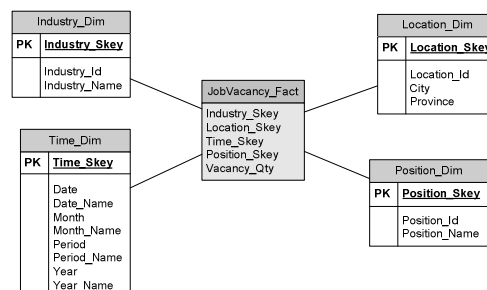 Industry_Dim
PK Industry_Skey
Industry_Id
Industry_Name
Location_Dim
PK Location_Skey
Location_Id
City
Province
JobVacancy_Fact
Industry_Skey
Location_Skey
Time_Skey
Position_Skey
Vacancy_Qty
Time_Dim
PK Time_Skey
Date
Date_Name
Month
Month_Name
Period
Period_Name
Year
Year_Name
Position_Dim
PK Position_Skey
Position_Id
Position_Name